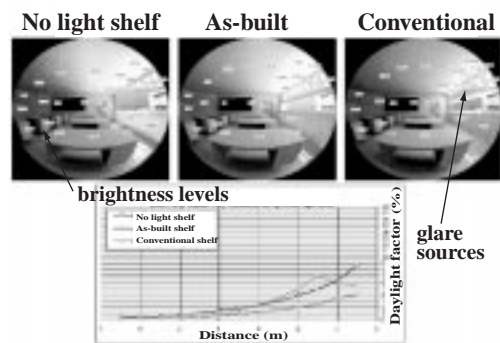 No light shelf
As-built
Conventional
brightness levels
glare
sources
No light shelf
As-built shelf
Conventional shelf
Daylight factor (%)
Distance (m)